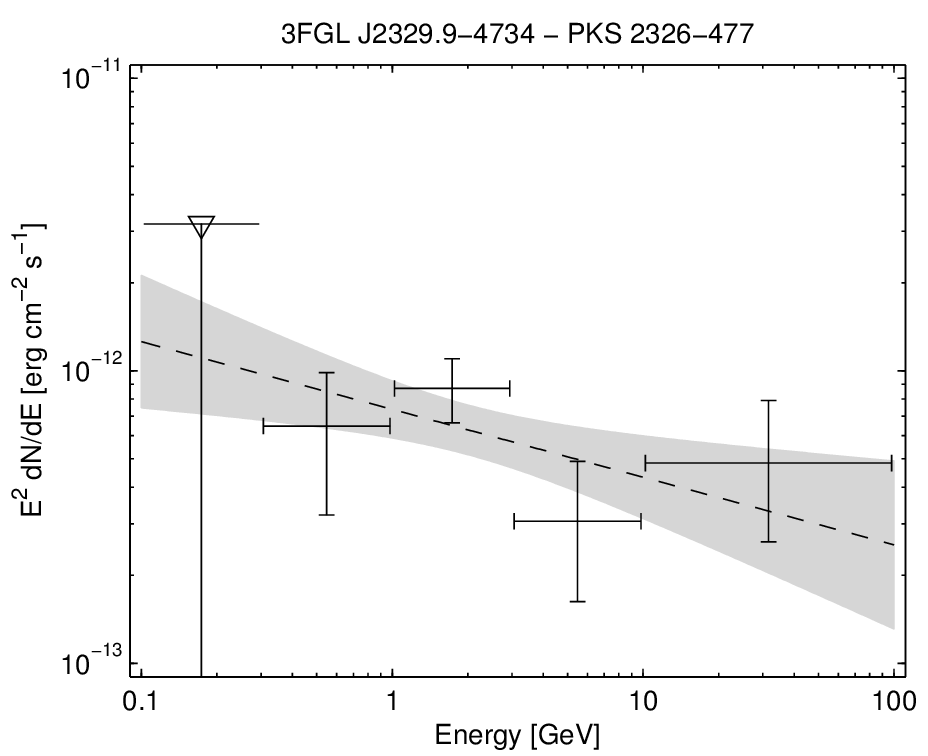 3FGL J2329.9−4734 − PKS 2326−477
10⁻¹¹
10⁻¹²
10⁻¹³
E² dN/dE [erg cm⁻² s⁻¹]
0.1 1 10 100
Energy [GeV]